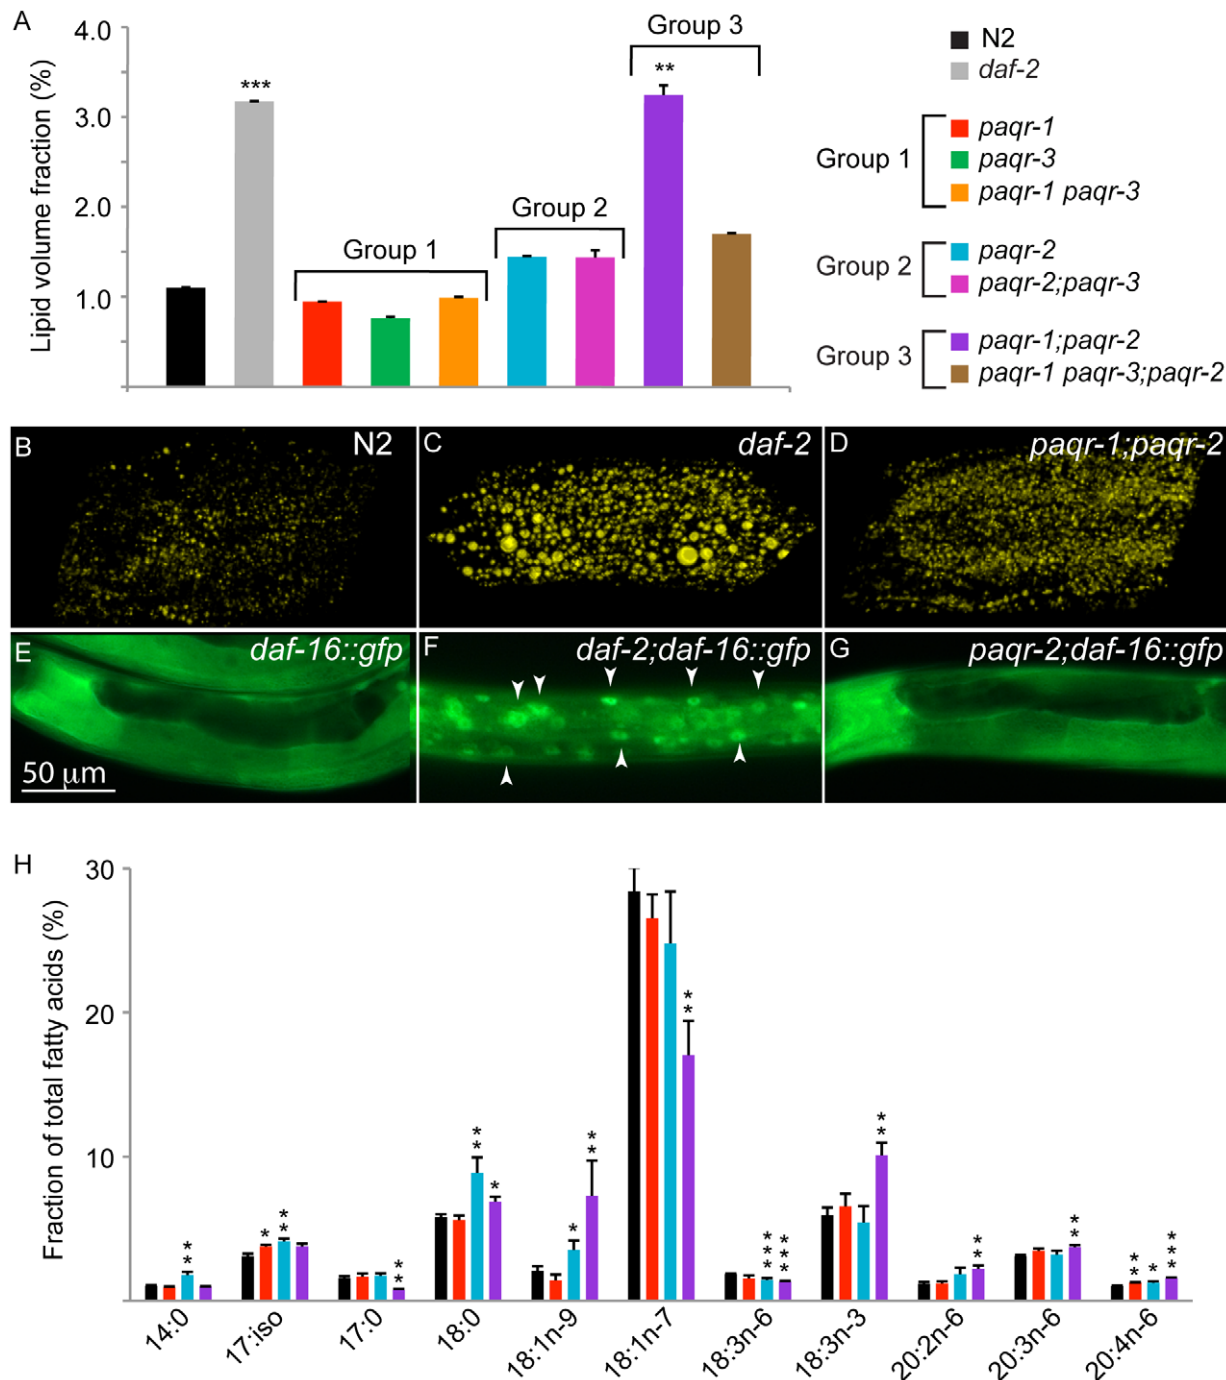 A
Lipid volume fraction (%)
4.0
3.0
2.0
1.0
***
**
Group 1
Group 2
Group 3
N2
daf-2
Group 1
paqr-1
paqr-3
paqr-1 paqr-3
Group 2
paqr-2
paqr-2;paqr-3
Group 3
paqr-1;paqr-2
paqr-1 paqr-3;paqr-2
B N2
C daf-2
D paqr-1;paqr-2
E daf-16::gfp
50 µm
F daf-2;daf-16::gfp
G paqr-2;daf-16::gfp
H
Fraction of total fatty acids (%)
30
20
10
**
*
**
**
**
*
*
**
**
***
***
**
**
**
**
*
***
14:0
17:iso
17:0
18:0
18:1n-9
18:1n-7
18:3n-6
18:3n-3
20:2n-6
20:3n-6
20:4n-6